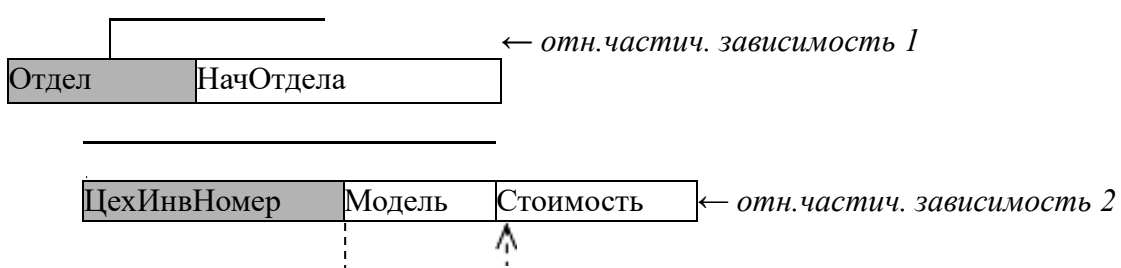 ← отн.частич. зависимость 1
Отдел НачОтдела
ЦехИнвНомер Модель Стоимость ← отн.частич. зависимость 2